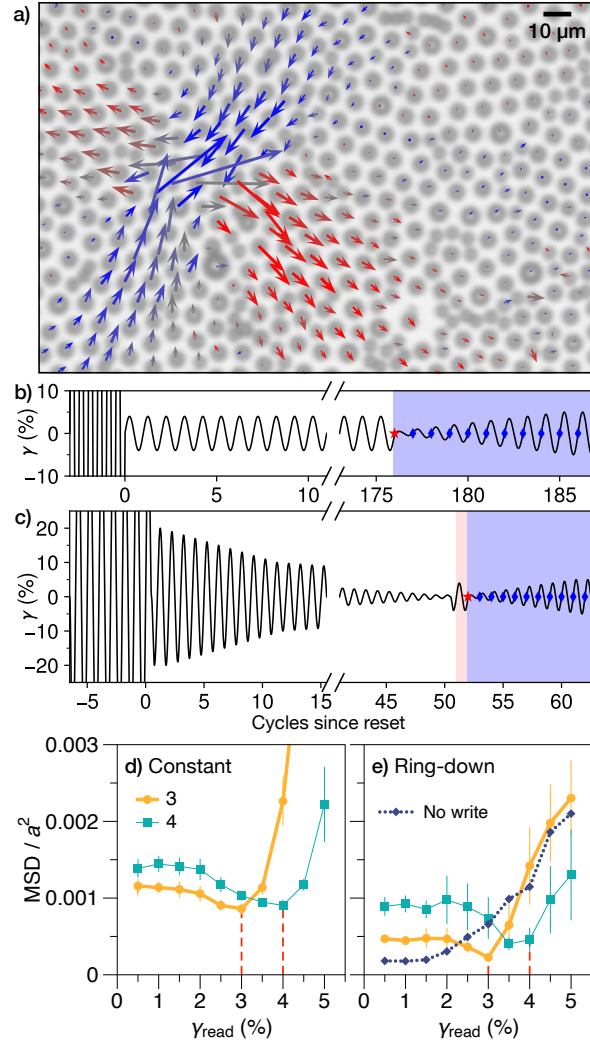 a)
10 μm
b)
γ (%)
10
0
−10
0 5 10 175 180 185
c)
γ (%)
20
10
0
−10
−20
−5 0 5 10 15 45 50 55 60
Cycles since reset
d) Constant
3
4
MSD / a²
0.003
0.002
0.001
0
0 1 2 3 4 5
γread (%)
e) Ring-down
No write
0 1 2 3 4 5
γread (%)